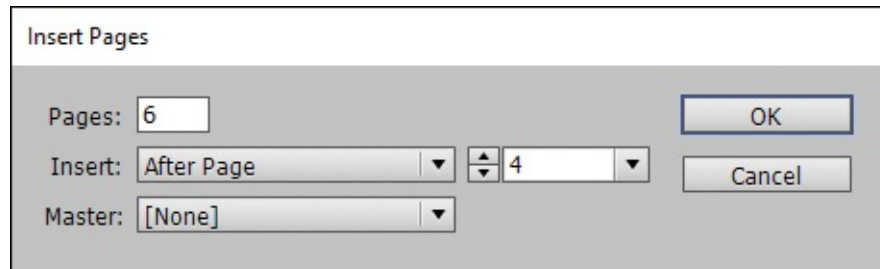 Insert Pages
Pages: 6 OK
Insert: After Page 4 Cancel
Master: [None]